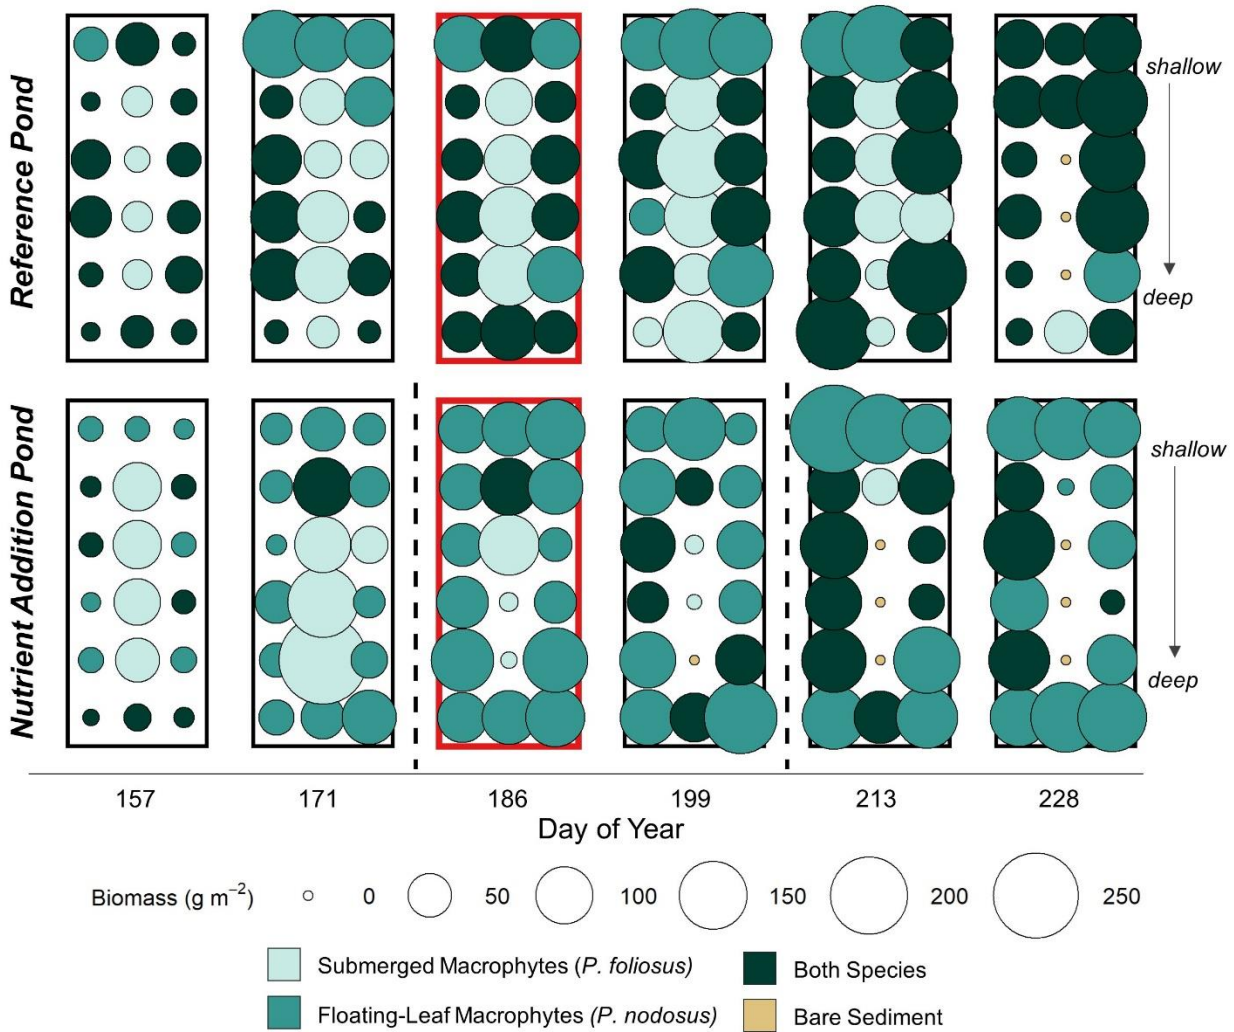 Reference Pond
shallow
deep
Nutrient Addition Pond
shallow
deep
157 171 186 199 213 228
Day of Year
Biomass (g m⁻²) 0 50 100 150 200 250
Submerged Macrophytes (P. foliosus) Both Species
Floating-Leaf Macrophytes (P. nodosus) Bare Sediment